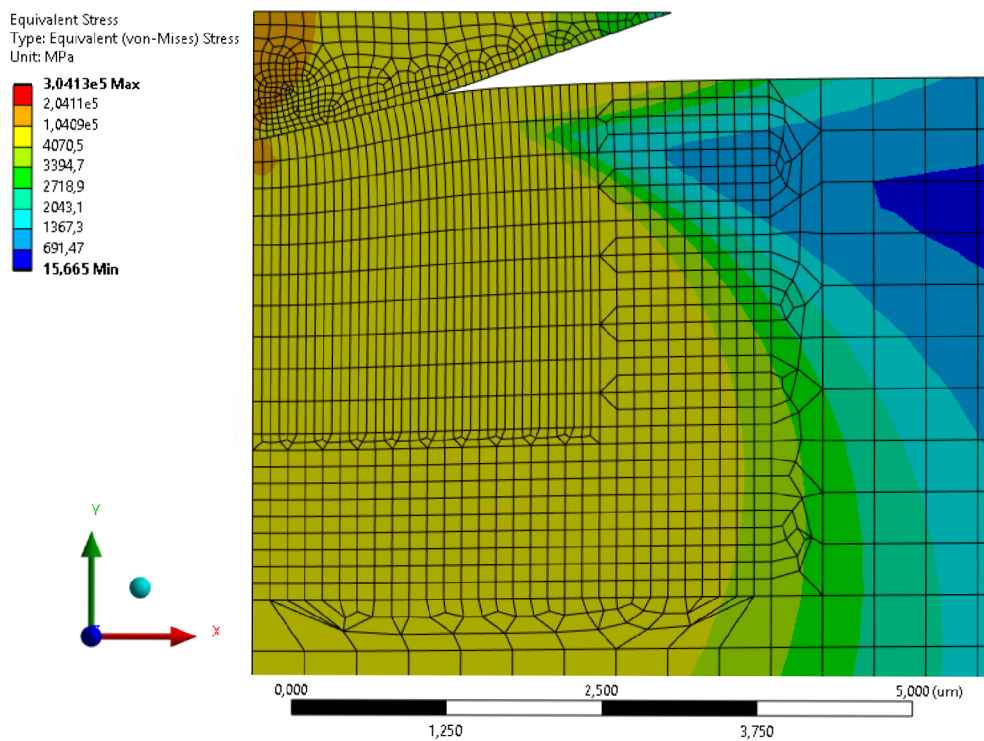 Equivalent Stress
Type: Equivalent (von-Mises) Stress
Unit: MPa
3,0413e5 Max
2,0411e5
1,0409e5
4070,5
3394,7
2718,9
2043,1
1367,3
691,47
15,665 Min
Y
X
0,000
2,500
5,000 (um)
1,250
3,750